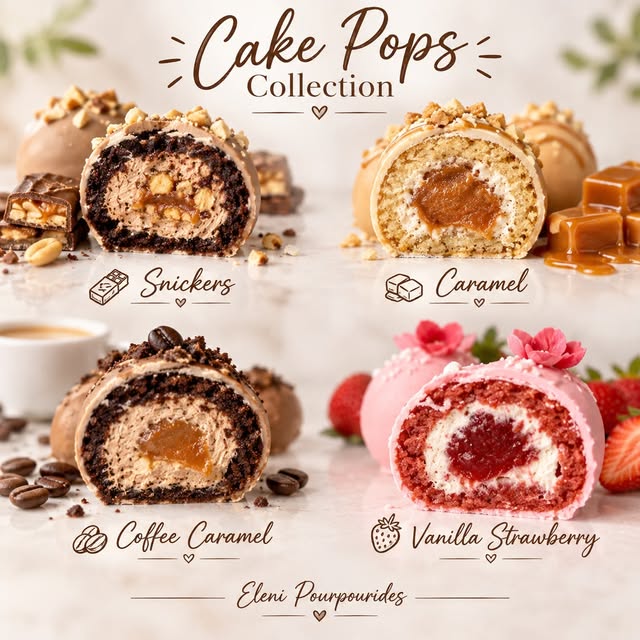 Cake Pops
Collection
Snickers
Caramel
Coffee Caramel
Vanilla Strawberry
Eleni Pourpourides